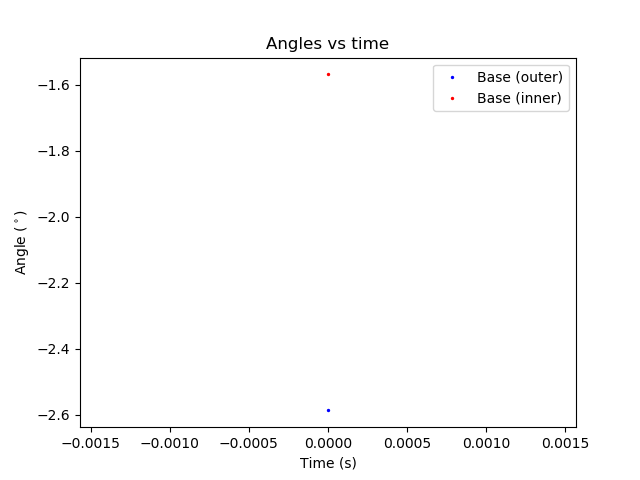 Angles vs time
Base (outer)
Base (inner)
Angle (°)
−1.6
−1.8
−2.0
−2.2
−2.4
−2.6
−0.0015 −0.0010 −0.0005 0.0000 0.0005 0.0010 0.0015
Time (s)